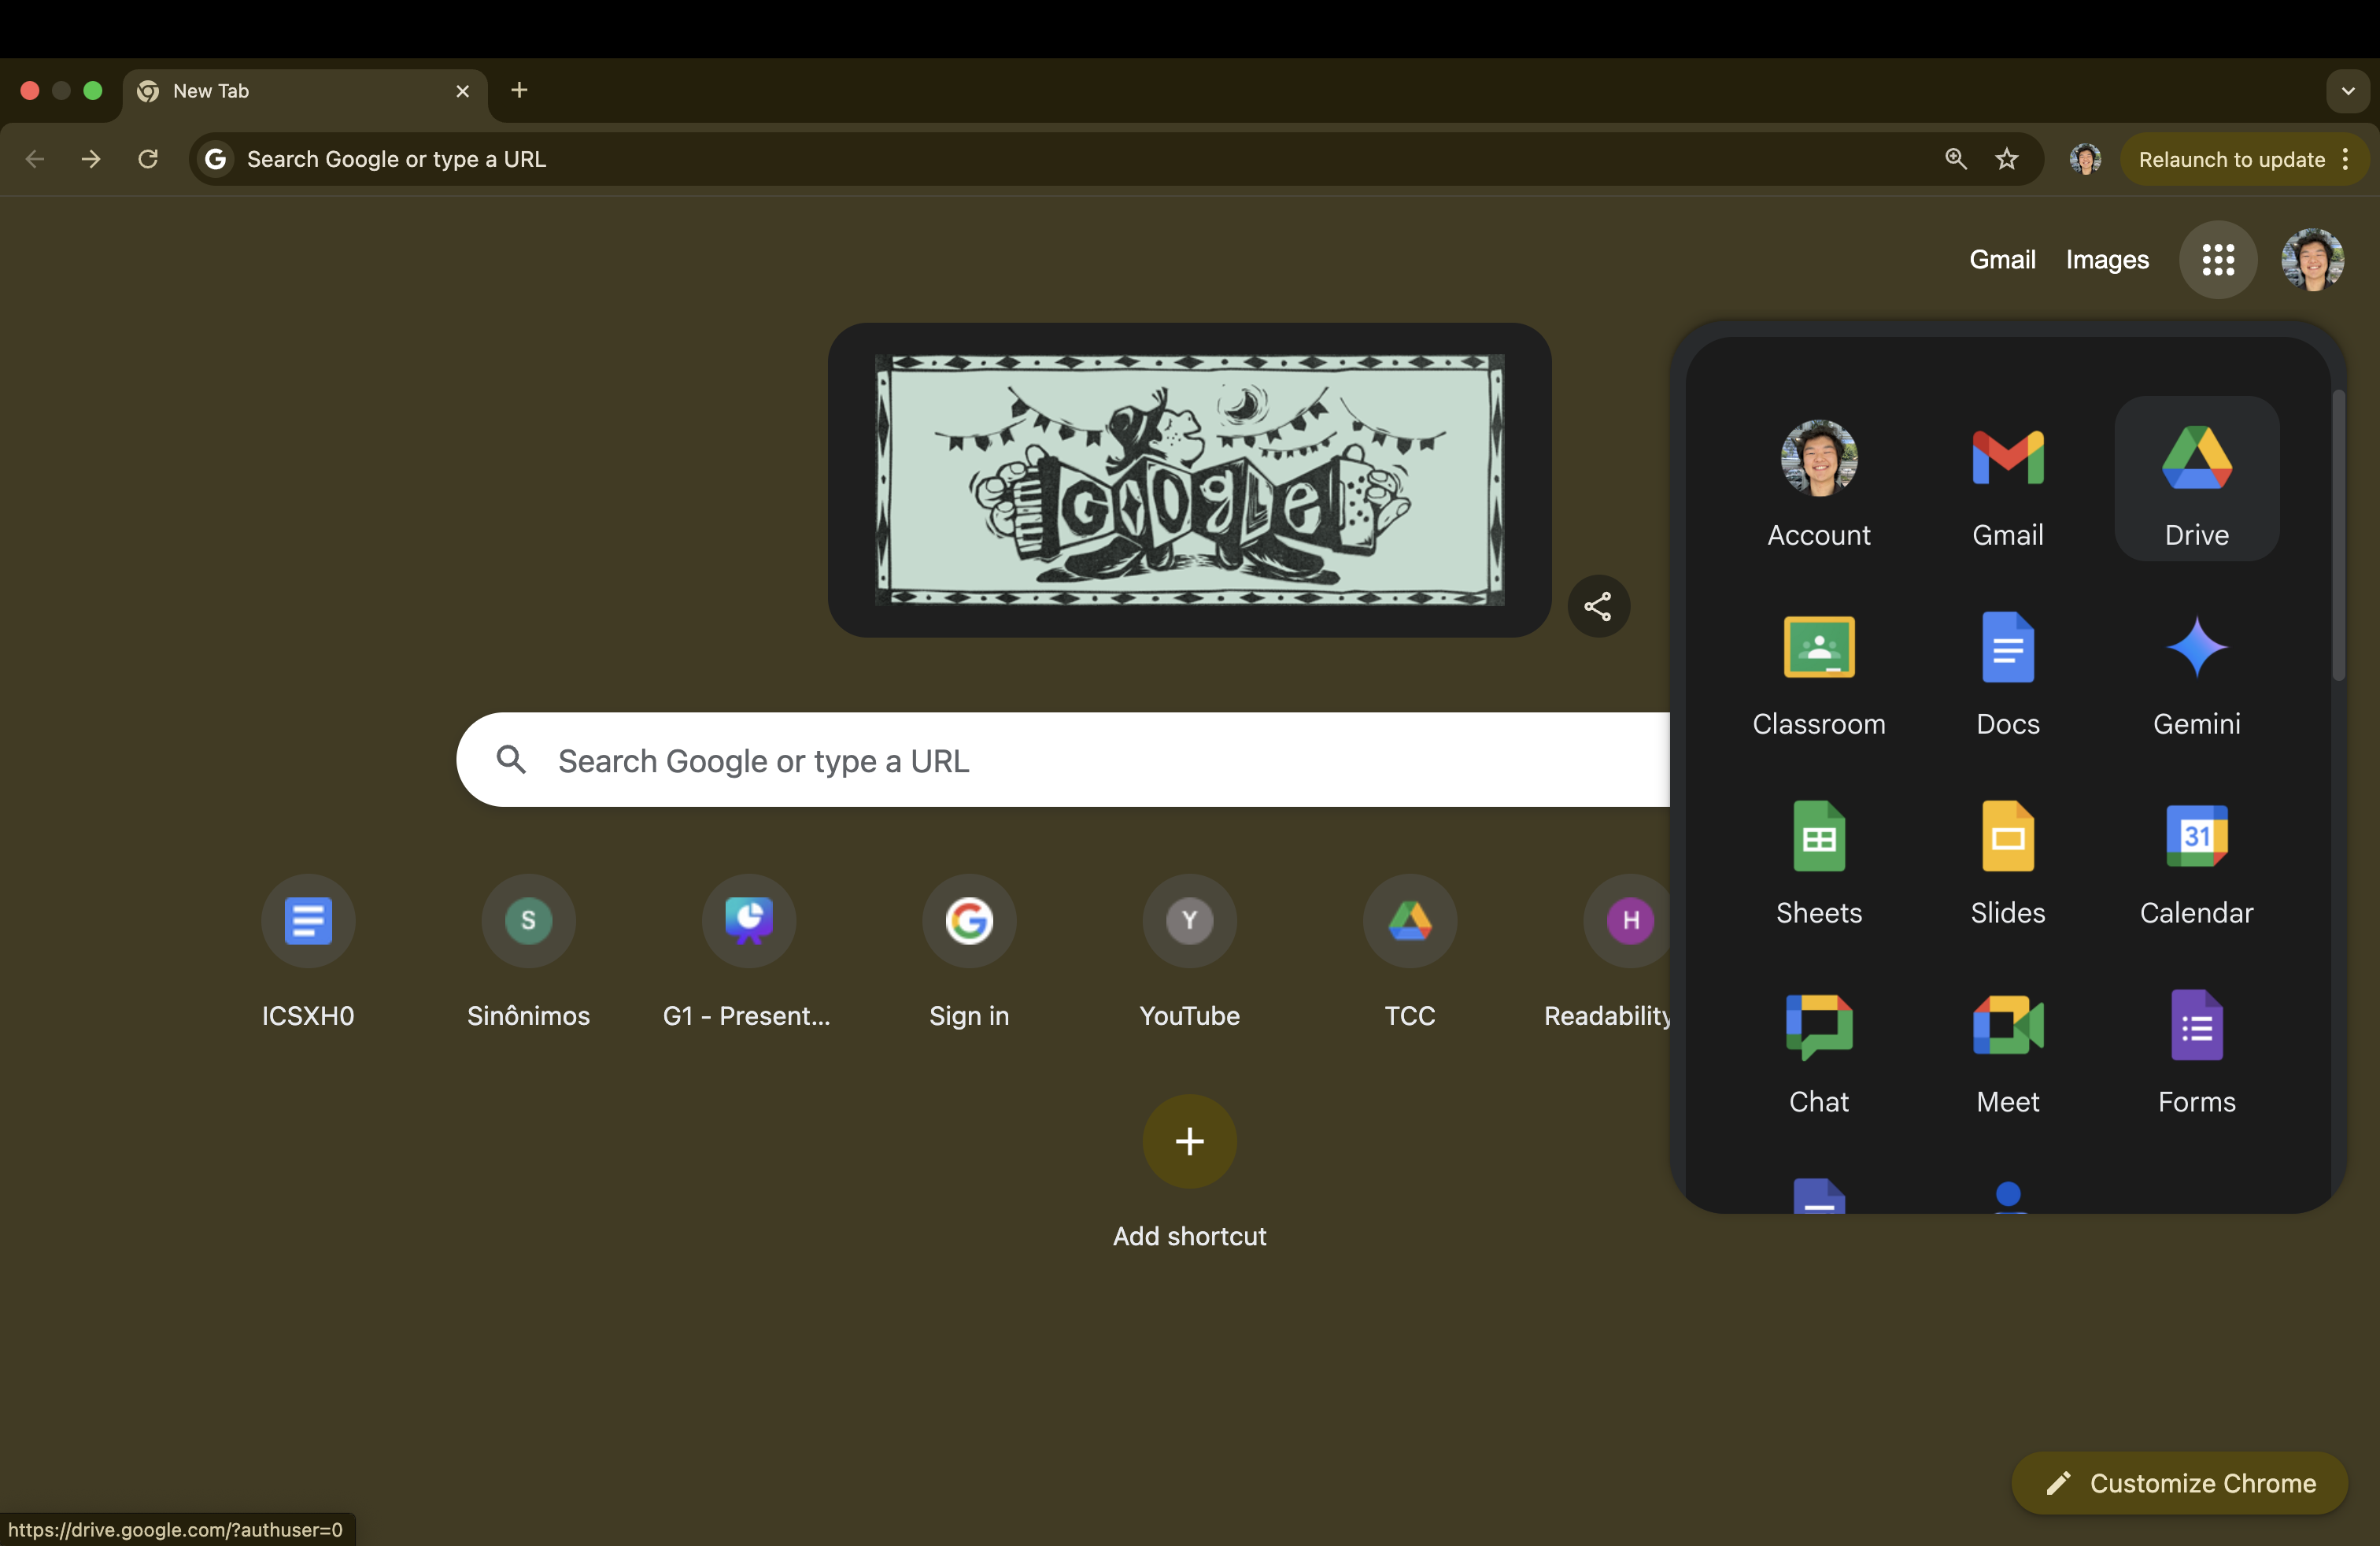 New Tab
Search Google or type a URL
Relaunch to update
Gmail Images
Google
Account Gmail Drive
Classroom Docs Gemini
Search Google or type a URL
31
Sheets Slides Calendar
S Y H
ICSXH0 Sinônimos G1 - Present... Sign in YouTube TCC Readability
Chat Meet Forms
Add shortcut
Customize Chrome
https://drive.google.com/?authuser=0